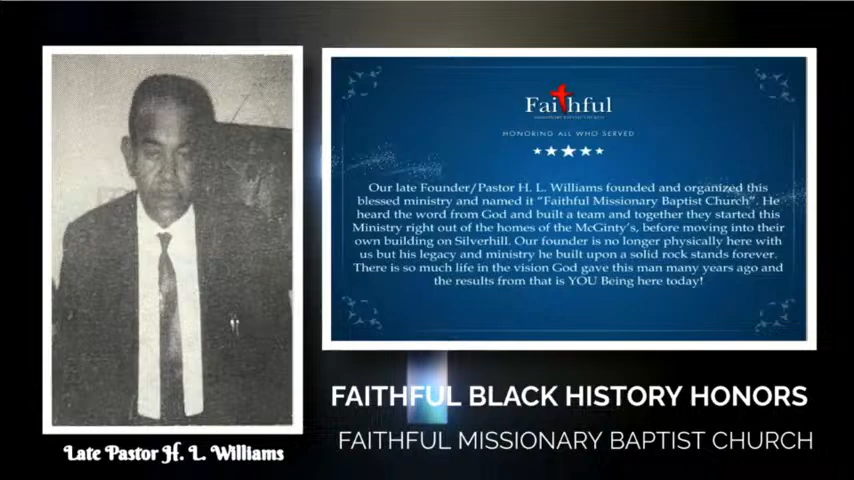 Faithful
MISSIONARY BAPTIST CHURCH
HONORING ALL WHO SERVED
Our late Founder/Pastor H. L. Williams founded and organized this
blessed ministry and named it “Faithful Missionary Baptist Church”. He
heard the word from God and built a team and together they started this
Ministry right out of the homes of the McGinty’s, before moving into their
own building on Silverhill. Our founder is no longer physically here with
us but his legacy and ministry he built upon a solid rock stands forever.
There is so much life in the vision God gave this man many years ago and
the results from that is YOU Being here today!
Late Pastor H. L. Williams
FAITHFUL BLACK HISTORY HONORS
FAITHFUL MISSIONARY BAPTIST CHURCH